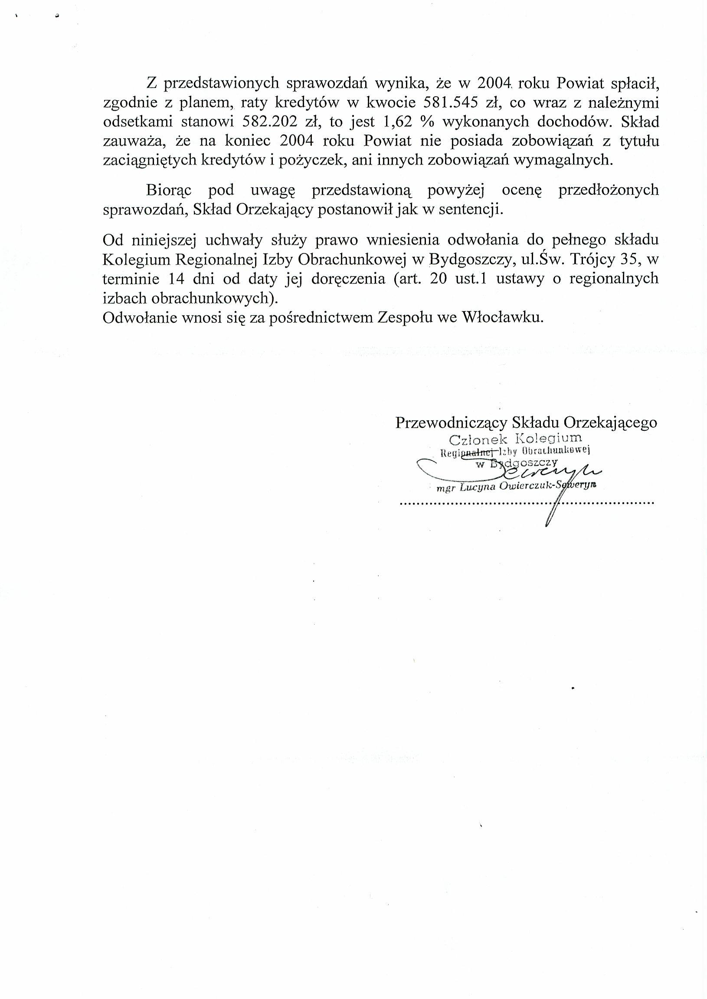 Z przedstawionych sprawozdań wynika, że w 2004 roku Powiat spłacił,
zgodnie z planem, raty kredytów w kwocie 581.545 zł, co wraz z należnymi
odsetkami stanowi 582.202 zł, to jest 1,62 % wykonanych dochodów. Skład
zauważa, że na koniec 2004 roku Powiat nie posiada zobowiązań z tytułu
zaciągniętych kredytów i pożyczek, ani innych zobowiązań wymagalnych.
Biorąc pod uwagę przedstawioną powyżej ocenę przedłożonych
sprawozdań, Skład Orzekający postanowił jak w sentencji.
Od niniejszej uchwały służy prawo wniesienia odwołania do pełnego składu
Kolegium Regionalnej Izby Obrachunkowej w Bydgoszczy, ul.Św. Trójcy 35, w
terminie 14 dni od daty jej doręczenia (art. 20 ust.1 ustawy o regionalnych
izbach obrachunkowych).
Odwołanie wnosi się za pośrednictwem Zespołu we Włocławku.
Przewodniczący Składu Orzekającego
Członek Kolegium
Regionalnej Izby Obrachunkowej
w Bydgoszczy
mgr Lucyna Owierczuk-Seweryn